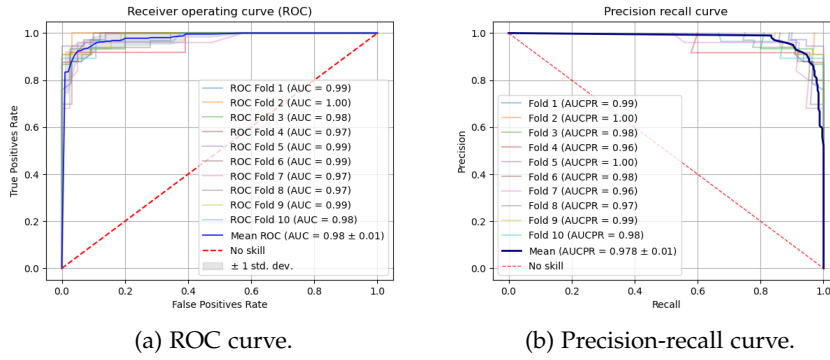 Receiver operating curve (ROC)
1.0
0.8
0.6
0.4
0.2
0.0
True Positives Rate
ROC Fold 1 (AUC = 0.99)
ROC Fold 2 (AUC = 1.00)
ROC Fold 3 (AUC = 0.98)
ROC Fold 4 (AUC = 0.97)
ROC Fold 5 (AUC = 0.99)
ROC Fold 6 (AUC = 0.99)
ROC Fold 7 (AUC = 0.97)
ROC Fold 8 (AUC = 0.97)
ROC Fold 9 (AUC = 0.99)
ROC Fold 10 (AUC = 0.98)
Mean ROC (AUC = 0.98 ± 0.01)
No skill
± 1 std. dev.
0.0 0.2 0.4 0.6 0.8 1.0
False Positives Rate
(a) ROC curve.
Precision recall curve
1.0
0.8
0.6
0.4
0.2
0.0
Precision
Fold 1 (AUCPR = 0.99)
Fold 2 (AUCPR = 1.00)
Fold 3 (AUCPR = 0.98)
Fold 4 (AUCPR = 0.96)
Fold 5 (AUCPR = 1.00)
Fold 6 (AUCPR = 0.98)
Fold 7 (AUCPR = 0.96)
Fold 8 (AUCPR = 0.97)
Fold 9 (AUCPR = 0.99)
Fold 10 (AUCPR = 0.98)
Mean (AUCPR = 0.978 ± 0.01)
No skill
0.0 0.2 0.4 0.6 0.8 1.0
Recall
(b) Precision-recall curve.